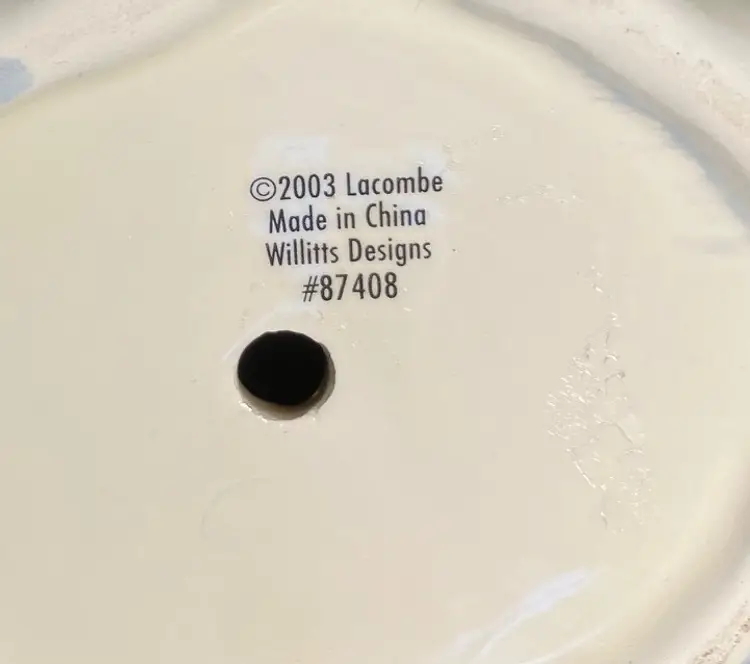 ©2003 Lacombe
Made in China
Willitts Designs
#87408